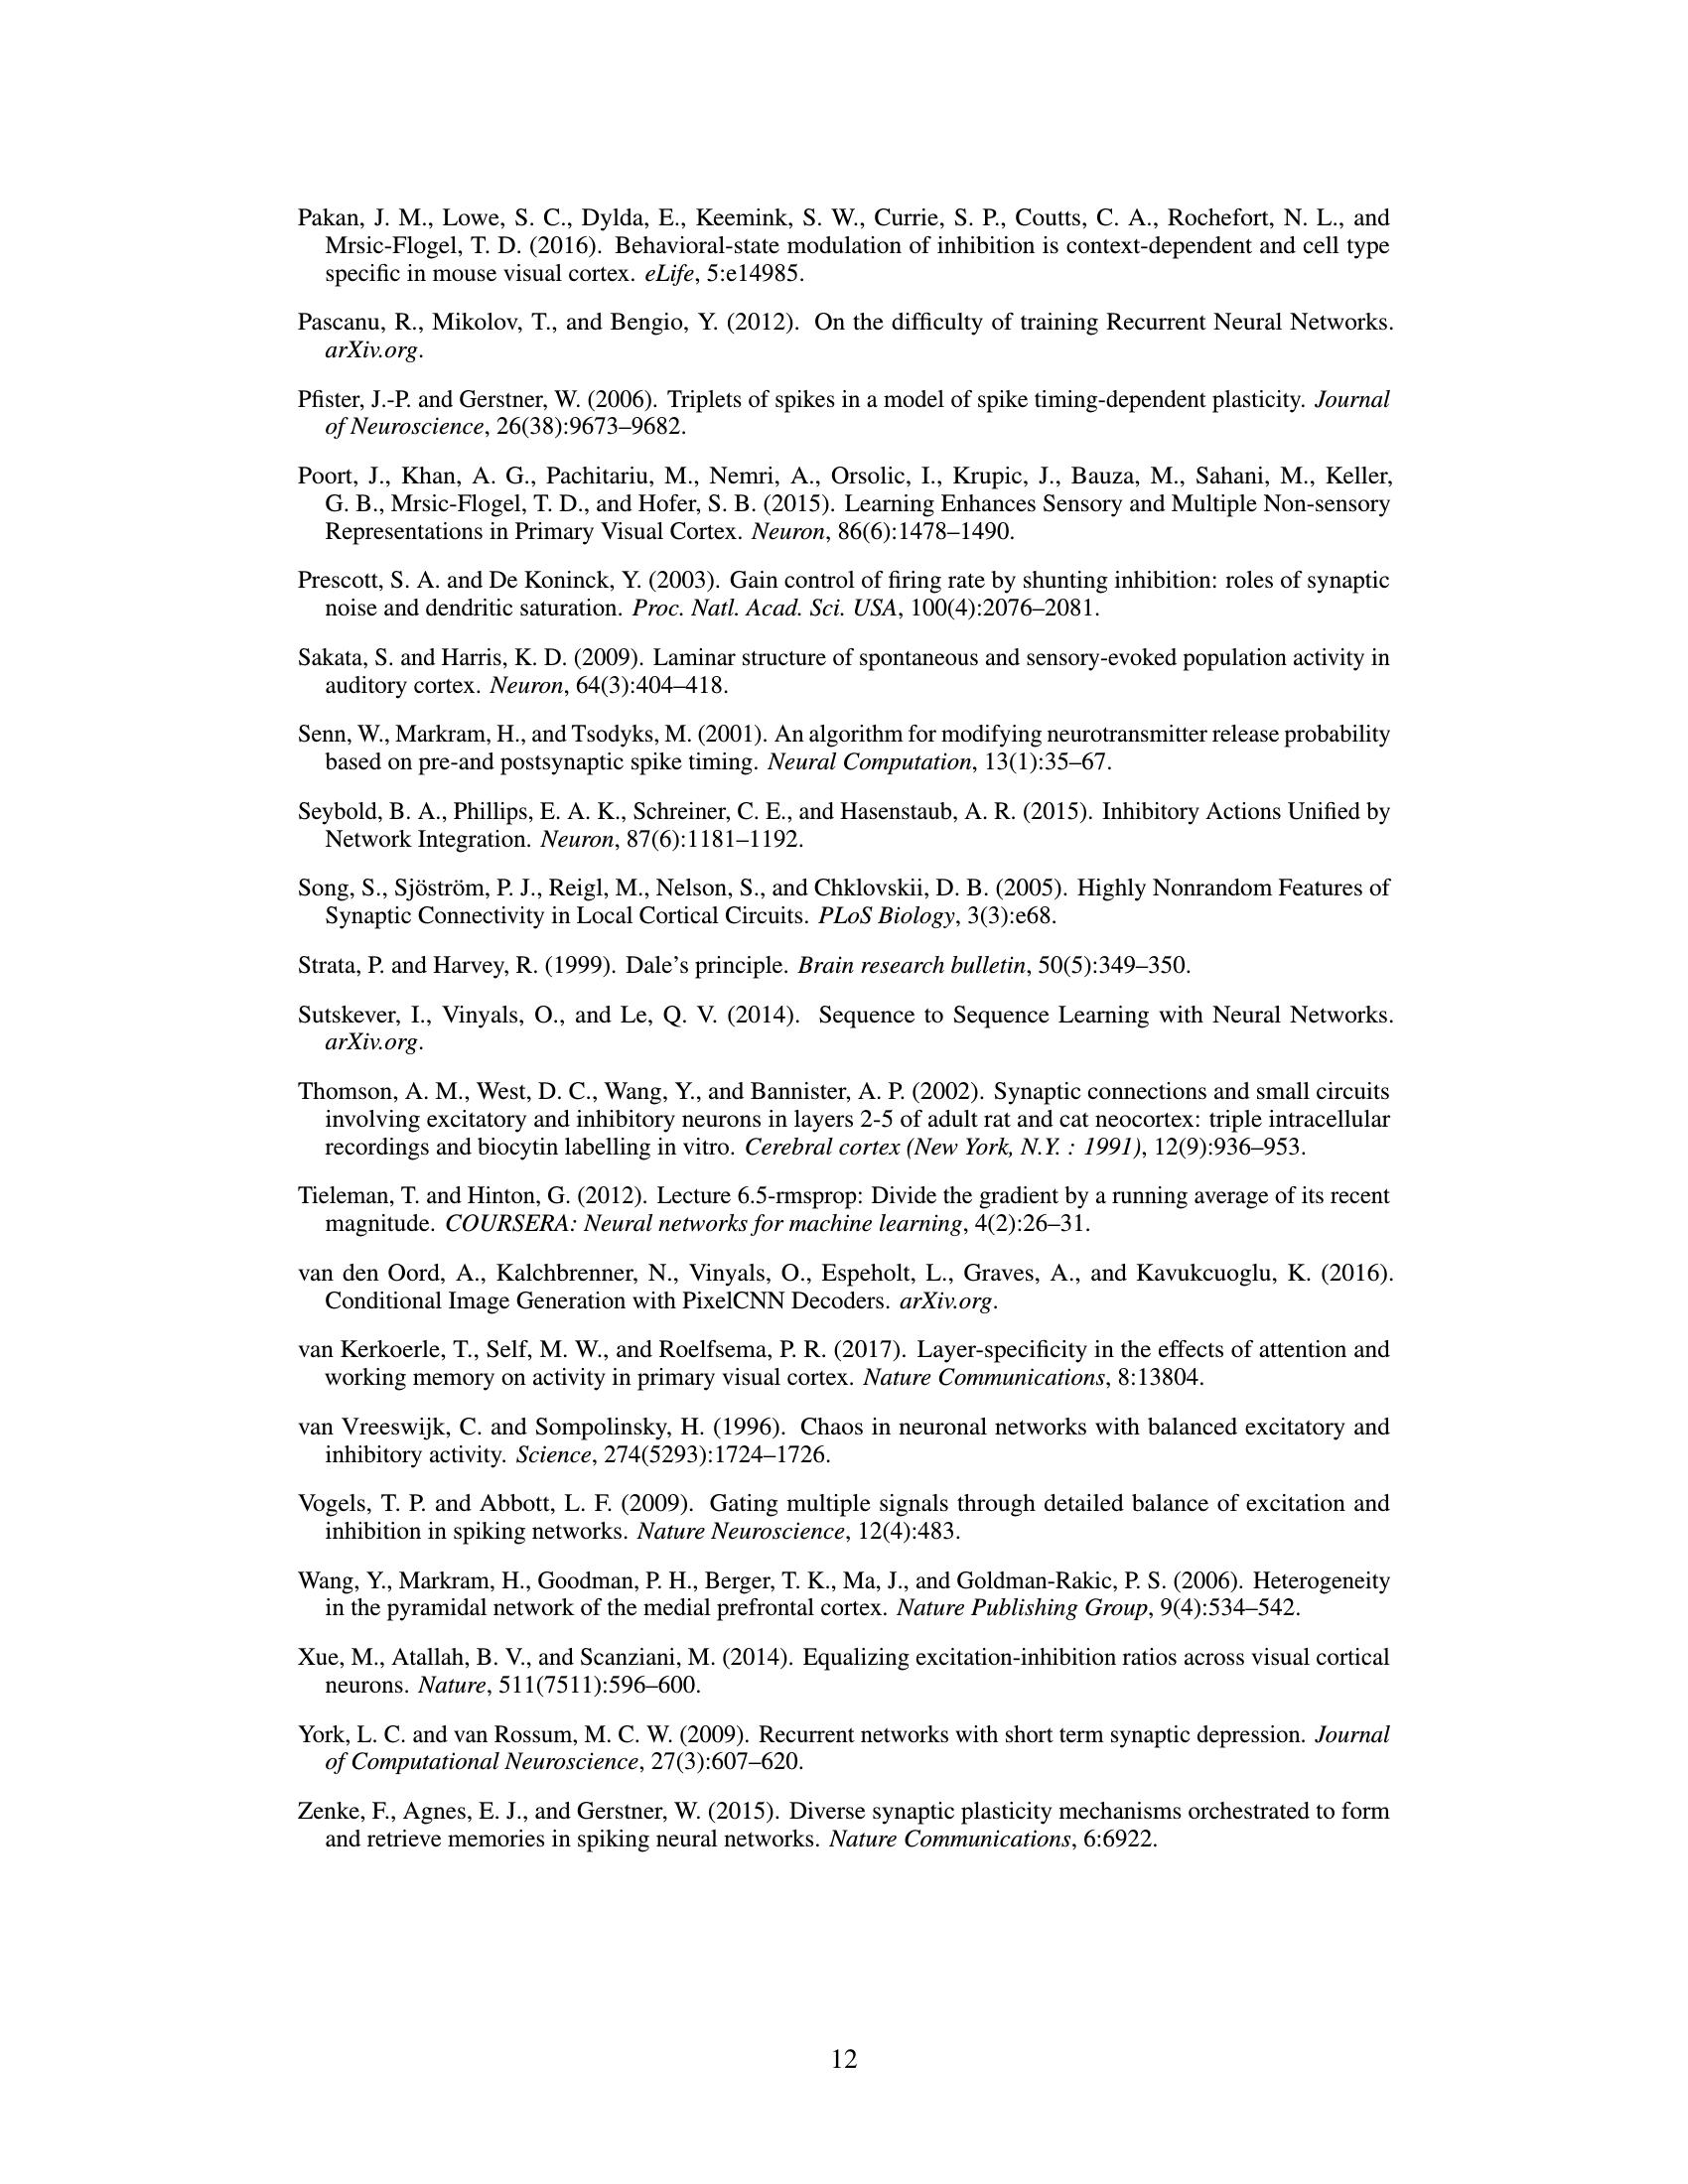 Pakan, J. M., Lowe, S. C., Dylda, E., Keemink, S. W., Currie, S. P., Coutts, C. A., Rochefort, N. L., and
Mrsic-Flogel, T. D. (2016). Behavioral-state modulation of inhibition is context-dependent and cell type
specific in mouse visual cortex. eLife, 5:e14985.
Pascanu, R., Mikolov, T., and Bengio, Y. (2012). On the difficulty of training Recurrent Neural Networks.
arXiv.org.
Pfister, J.-P. and Gerstner, W. (2006). Triplets of spikes in a model of spike timing-dependent plasticity. Journal
of Neuroscience, 26(38):9673–9682.
Poort, J., Khan, A. G., Pachitariu, M., Nemri, A., Orsolic, I., Krupic, J., Bauza, M., Sahani, M., Keller,
G. B., Mrsic-Flogel, T. D., and Hofer, S. B. (2015). Learning Enhances Sensory and Multiple Non-sensory
Representations in Primary Visual Cortex. Neuron, 86(6):1478–1490.
Prescott, S. A. and De Koninck, Y. (2003). Gain control of firing rate by shunting inhibition: roles of synaptic
noise and dendritic saturation. Proc. Natl. Acad. Sci. USA, 100(4):2076–2081.
Sakata, S. and Harris, K. D. (2009). Laminar structure of spontaneous and sensory-evoked population activity in
auditory cortex. Neuron, 64(3):404–418.
Senn, W., Markram, H., and Tsodyks, M. (2001). An algorithm for modifying neurotransmitter release probability
based on pre-and postsynaptic spike timing. Neural Computation, 13(1):35–67.
Seybold, B. A., Phillips, E. A. K., Schreiner, C. E., and Hasenstaub, A. R. (2015). Inhibitory Actions Unified by
Network Integration. Neuron, 87(6):1181–1192.
Song, S., Sjöström, P. J., Reigl, M., Nelson, S., and Chklovskii, D. B. (2005). Highly Nonrandom Features of
Synaptic Connectivity in Local Cortical Circuits. PLoS Biology, 3(3):e68.
Strata, P. and Harvey, R. (1999). Dale's principle. Brain research bulletin, 50(5):349–350.
Sutskever, I., Vinyals, O., and Le, Q. V. (2014). Sequence to Sequence Learning with Neural Networks.
arXiv.org.
Thomson, A. M., West, D. C., Wang, Y., and Bannister, A. P. (2002). Synaptic connections and small circuits
involving excitatory and inhibitory neurons in layers 2-5 of adult rat and cat neocortex: triple intracellular
recordings and biocytin labelling in vitro. Cerebral cortex (New York, N.Y. : 1991), 12(9):936–953.
Tieleman, T. and Hinton, G. (2012). Lecture 6.5-rmsprop: Divide the gradient by a running average of its recent
magnitude. COURSERA: Neural networks for machine learning, 4(2):26–31.
van den Oord, A., Kalchbrenner, N., Vinyals, O., Espeholt, L., Graves, A., and Kavukcuoglu, K. (2016).
Conditional Image Generation with PixelCNN Decoders. arXiv.org.
van Kerkoerle, T., Self, M. W., and Roelfsema, P. R. (2017). Layer-specificity in the effects of attention and
working memory on activity in primary visual cortex. Nature Communications, 8:13804.
van Vreeswijk, C. and Sompolinsky, H. (1996). Chaos in neuronal networks with balanced excitatory and
inhibitory activity. Science, 274(5293):1724–1726.
Vogels, T. P. and Abbott, L. F. (2009). Gating multiple signals through detailed balance of excitation and
inhibition in spiking networks. Nature Neuroscience, 12(4):483.
Wang, Y., Markram, H., Goodman, P. H., Berger, T. K., Ma, J., and Goldman-Rakic, P. S. (2006). Heterogeneity
in the pyramidal network of the medial prefrontal cortex. Nature Publishing Group, 9(4):534–542.
Xue, M., Atallah, B. V., and Scanziani, M. (2014). Equalizing excitation-inhibition ratios across visual cortical
neurons. Nature, 511(7511):596–600.
York, L. C. and van Rossum, M. C. W. (2009). Recurrent networks with short term synaptic depression. Journal
of Computational Neuroscience, 27(3):607–620.
Zenke, F., Agnes, E. J., and Gerstner, W. (2015). Diverse synaptic plasticity mechanisms orchestrated to form
and retrieve memories in spiking neural networks. Nature Communications, 6:6922.
12